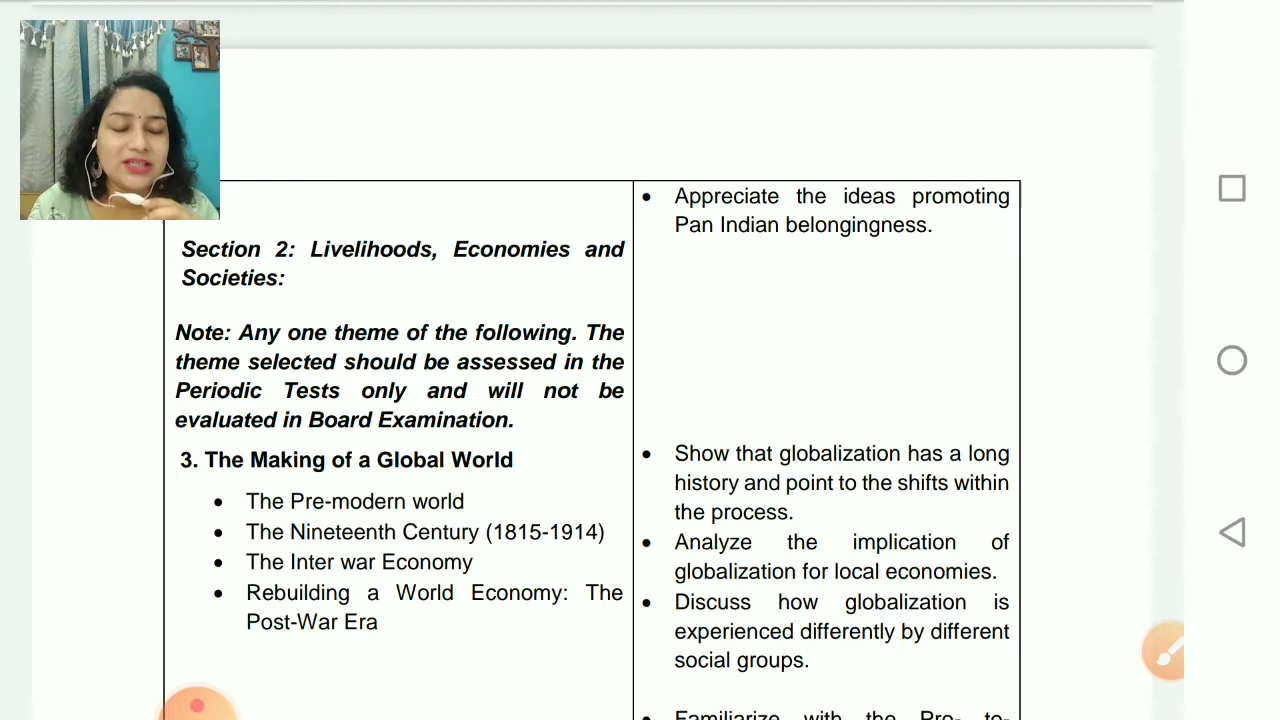 Section 2: Livelihoods, Economies and
Societies:
Note: Any one theme of the following. The
theme selected should be assessed in the
Periodic Tests only and will not be
evaluated in Board Examination.
3. The Making of a Global World
• The Pre-modern world
• The Nineteenth Century (1815-1914)
• The Inter war Economy
• Rebuilding a World Economy: The
Post-War Era
• Appreciate the ideas promoting
Pan Indian belongingness.
• Show that globalization has a long
history and point to the shifts within
the process.
• Analyze the implication of
globalization for local economies.
• Discuss how globalization is
experienced differently by different
social groups.
• Familiarize with the Pre- to-